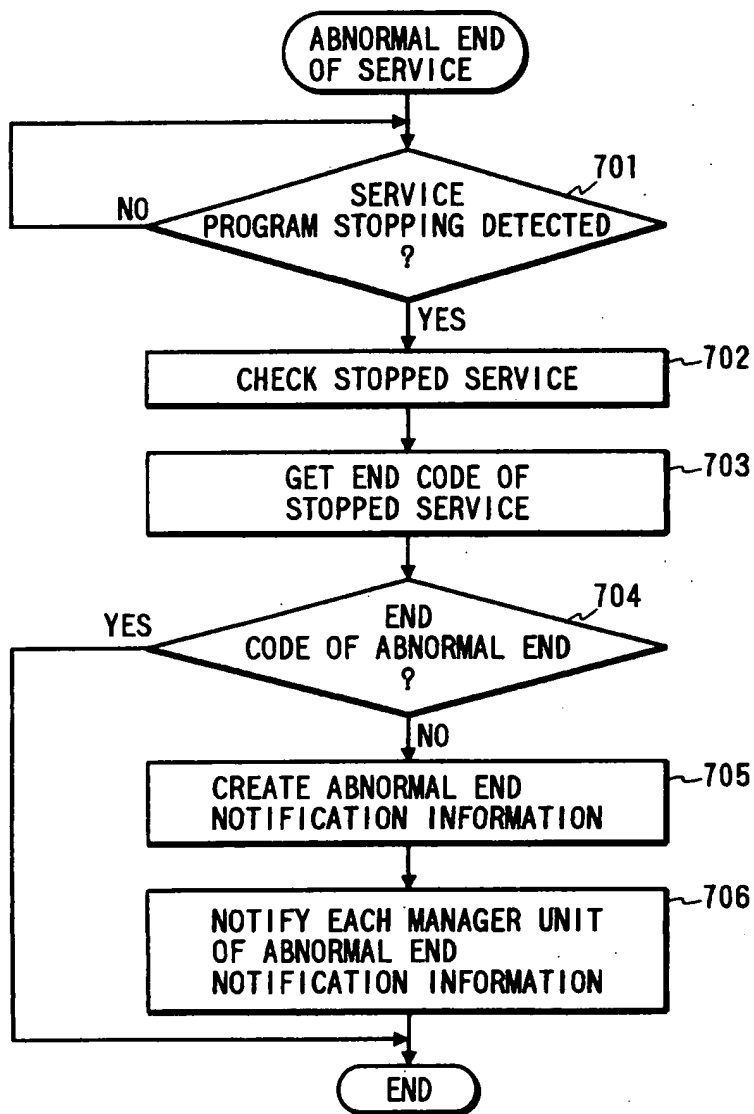 ABNORMAL END
OF SERVICE
701
SERVICE
PROGRAM STOPPING DETECTED
?
NO
YES
CHECK STOPPED SERVICE
702
GET END CODE OF
STOPPED SERVICE
703
704
YES
END
CODE OF ABNORMAL END
?
NO
CREATE ABNORMAL END
NOTIFICATION INFORMATION
705
NOTIFY EACH MANAGER UNIT
OF ABNORMAL END
NOTIFICATION INFORMATION
706
END